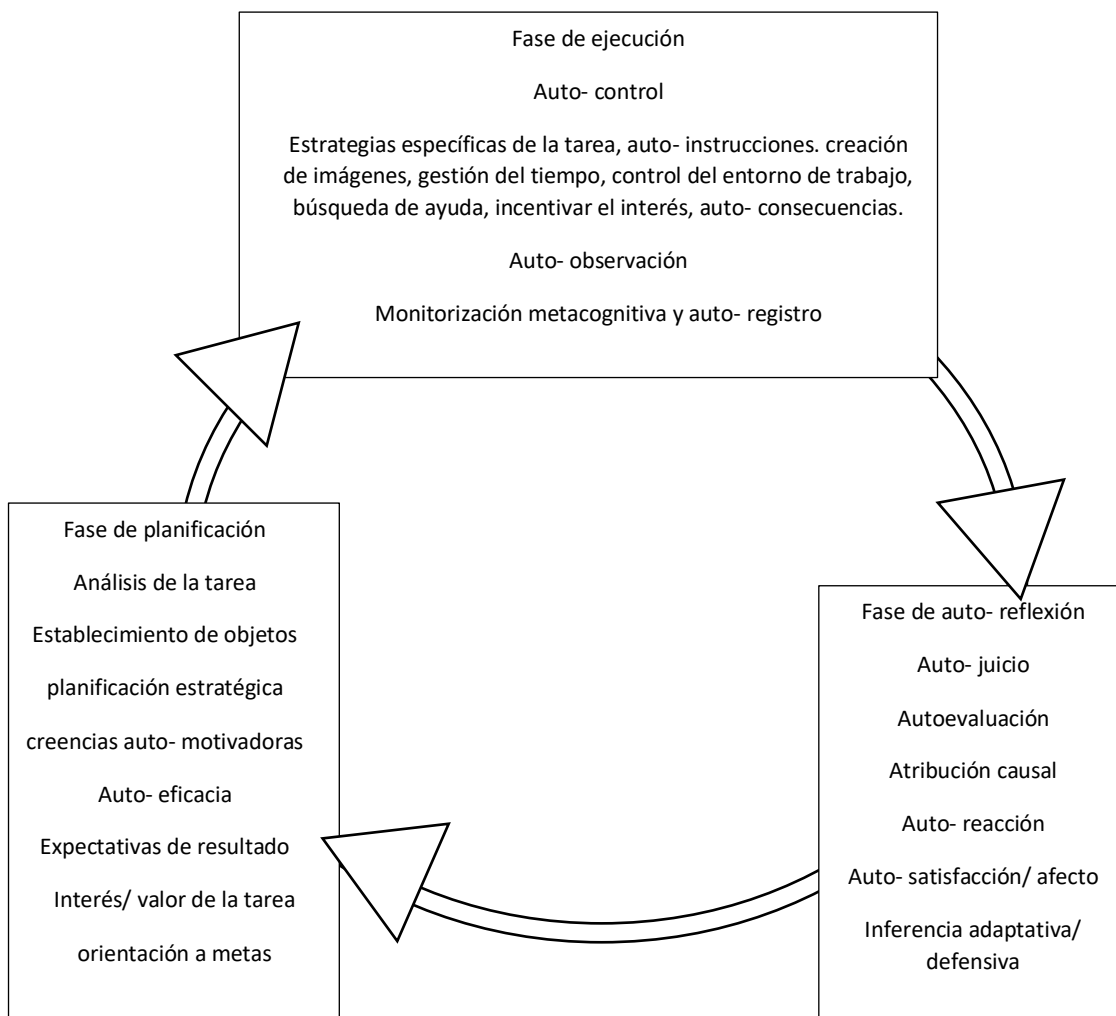 Fase de ejecución
Auto- control
Estrategias específicas de la tarea, auto- instrucciones. creación
de imágenes, gestión del tiempo, control del entorno de trabajo,
búsqueda de ayuda, incentivar el interés, auto- consecuencias.
Auto- observación
Monitorización metacognitiva y auto- registro
Fase de planificación
Análisis de la tarea
Establecimiento de objetos
planificación estratégica
creencias auto- motivadoras
Auto- eficacia
Expectativas de resultado
Interés/ valor de la tarea
orientación a metas
Fase de auto- reflexión
Auto- juicio
Autoevaluación
Atribución causal
Auto- reacción
Auto- satisfacción/ afecto
Inferencia adaptativa/
defensiva